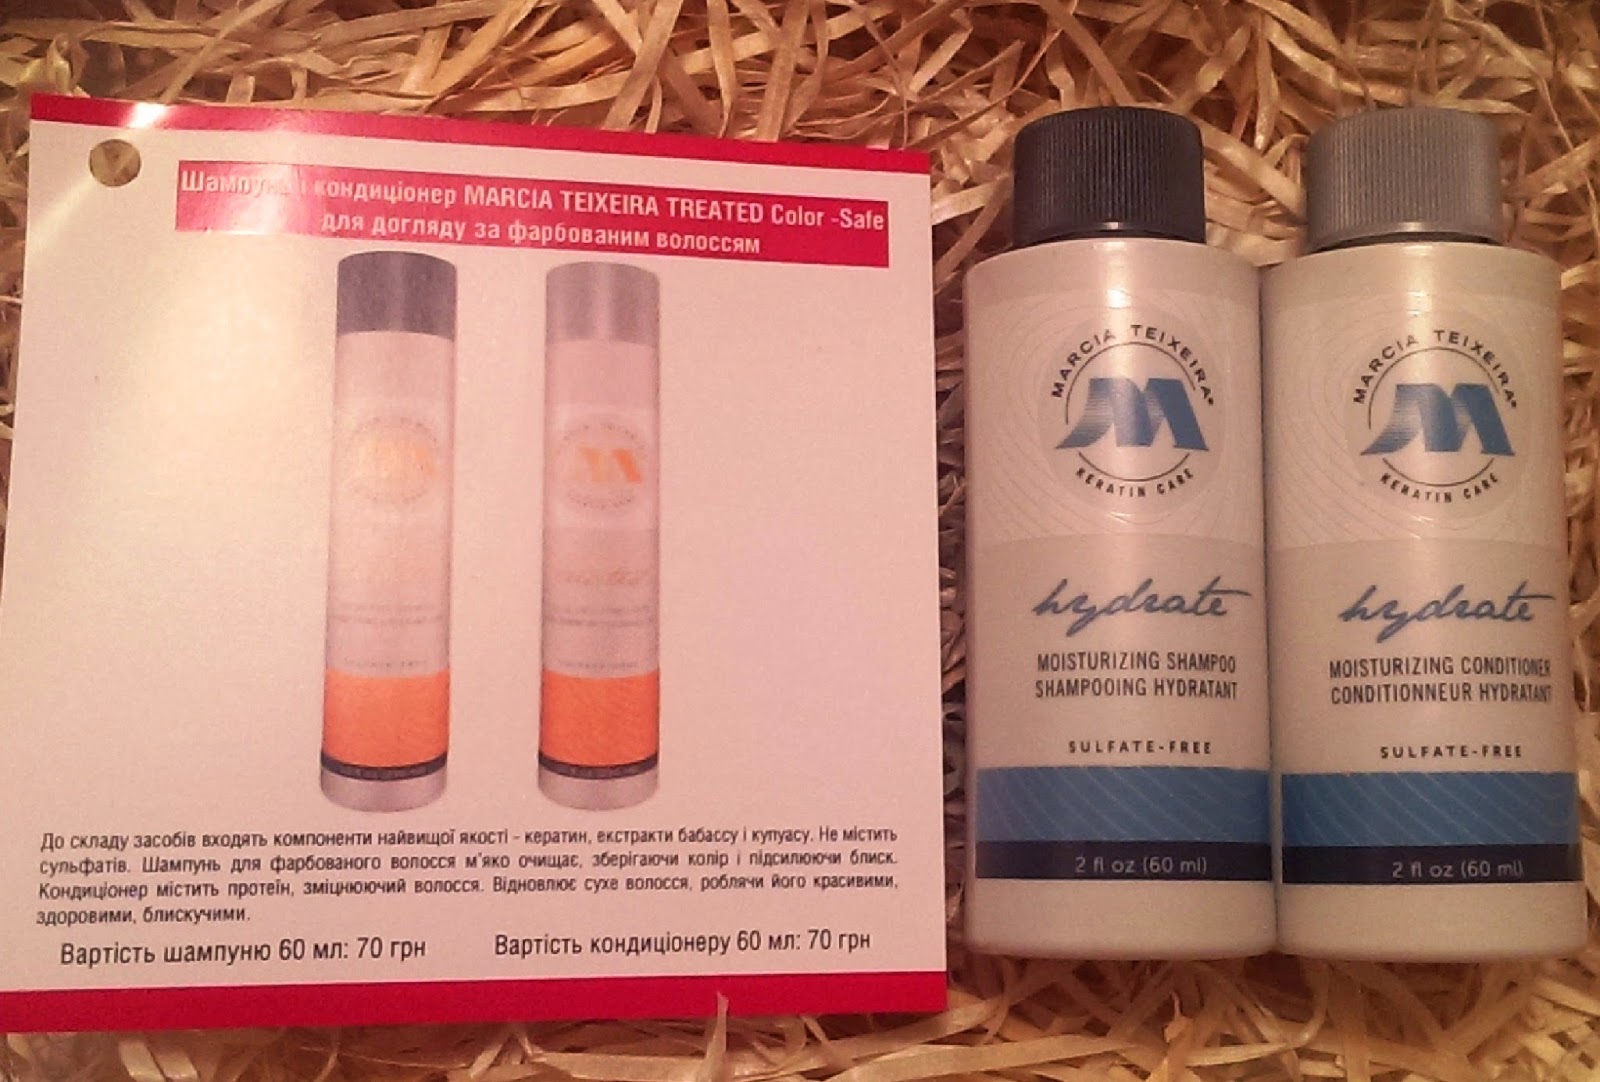 Шампунь і кондиціонер MARCIA TEIXEIRA TREATED Color -Safe
для догляду за фарбованим волоссям
SULFATE-FREE
До складу засобів входять компоненти найвищої якості - кератин, екстракти бабассу і купуасу. Не містить
сульфатів. Шампунь для фарбованого волосся м'яко очищає, зберігаючи колір і підсилюючи блиск.
Кондиціонер містить протеїн, зміцнюючий волосся. Відновлює сухе волосся, роблячи його красивими,
здоровими, блискучими.
Вартість шампуню 60 мл: 70 грн
Вартість кондиціонеру 60 мл: 70 грн
MARCIA TEIXEIRA
M
KERATIN CARE
hydrate
MOISTURIZING SHAMPOO
SHAMPOOING HYDRATANT
SULFATE-FREE
2 fl oz (60 ml)
MARCIA TEIXEIRA
M
KERATIN CARE
hydrate
MOISTURIZING CONDITIONER
CONDITIONNEUR HYDRATANT
SULFATE-FREE
2 fl oz (60 ml)